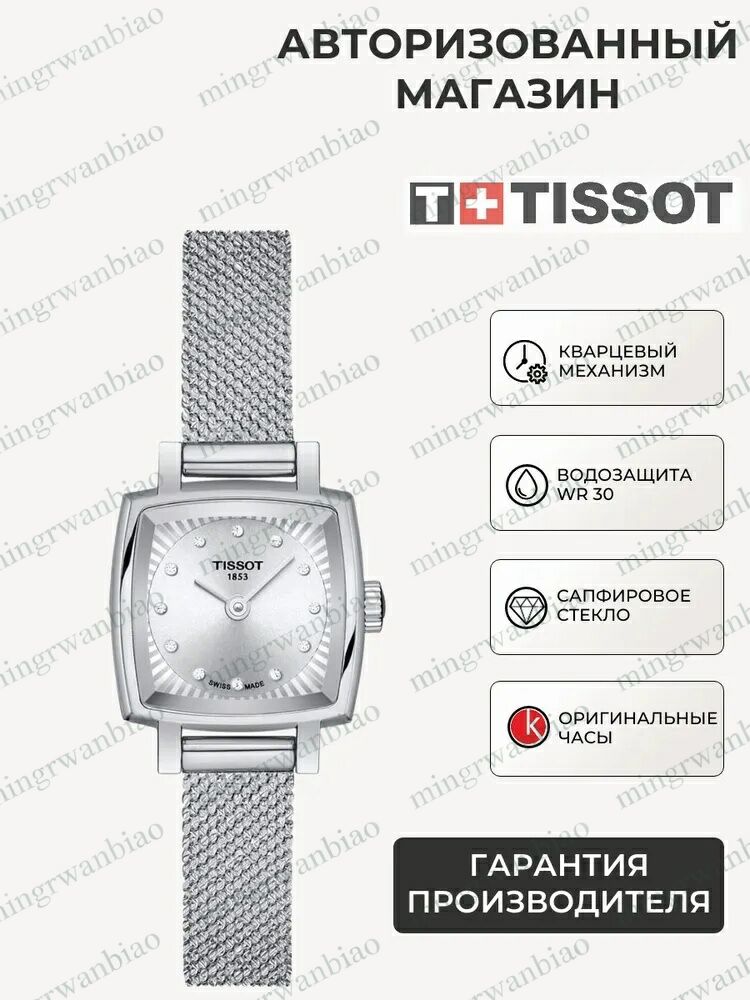 АВТОРИЗОВАННЫЙ
МАГАЗИН
T+TISSOT
КВАРЦЕВЫЙ
МЕХАНИЗМ
ВОДОЗАЩИТА
WR 30
САПФИРОВОЕ
СТЕКЛО
k
ОРИГИНАЛЬНЫЕ
ЧАСЫ
ГАРАНТИЯ
ПРОИЗВОДИТЕЛЯ
TISSOT
1853
SWISS MADE
mingrwanbiao